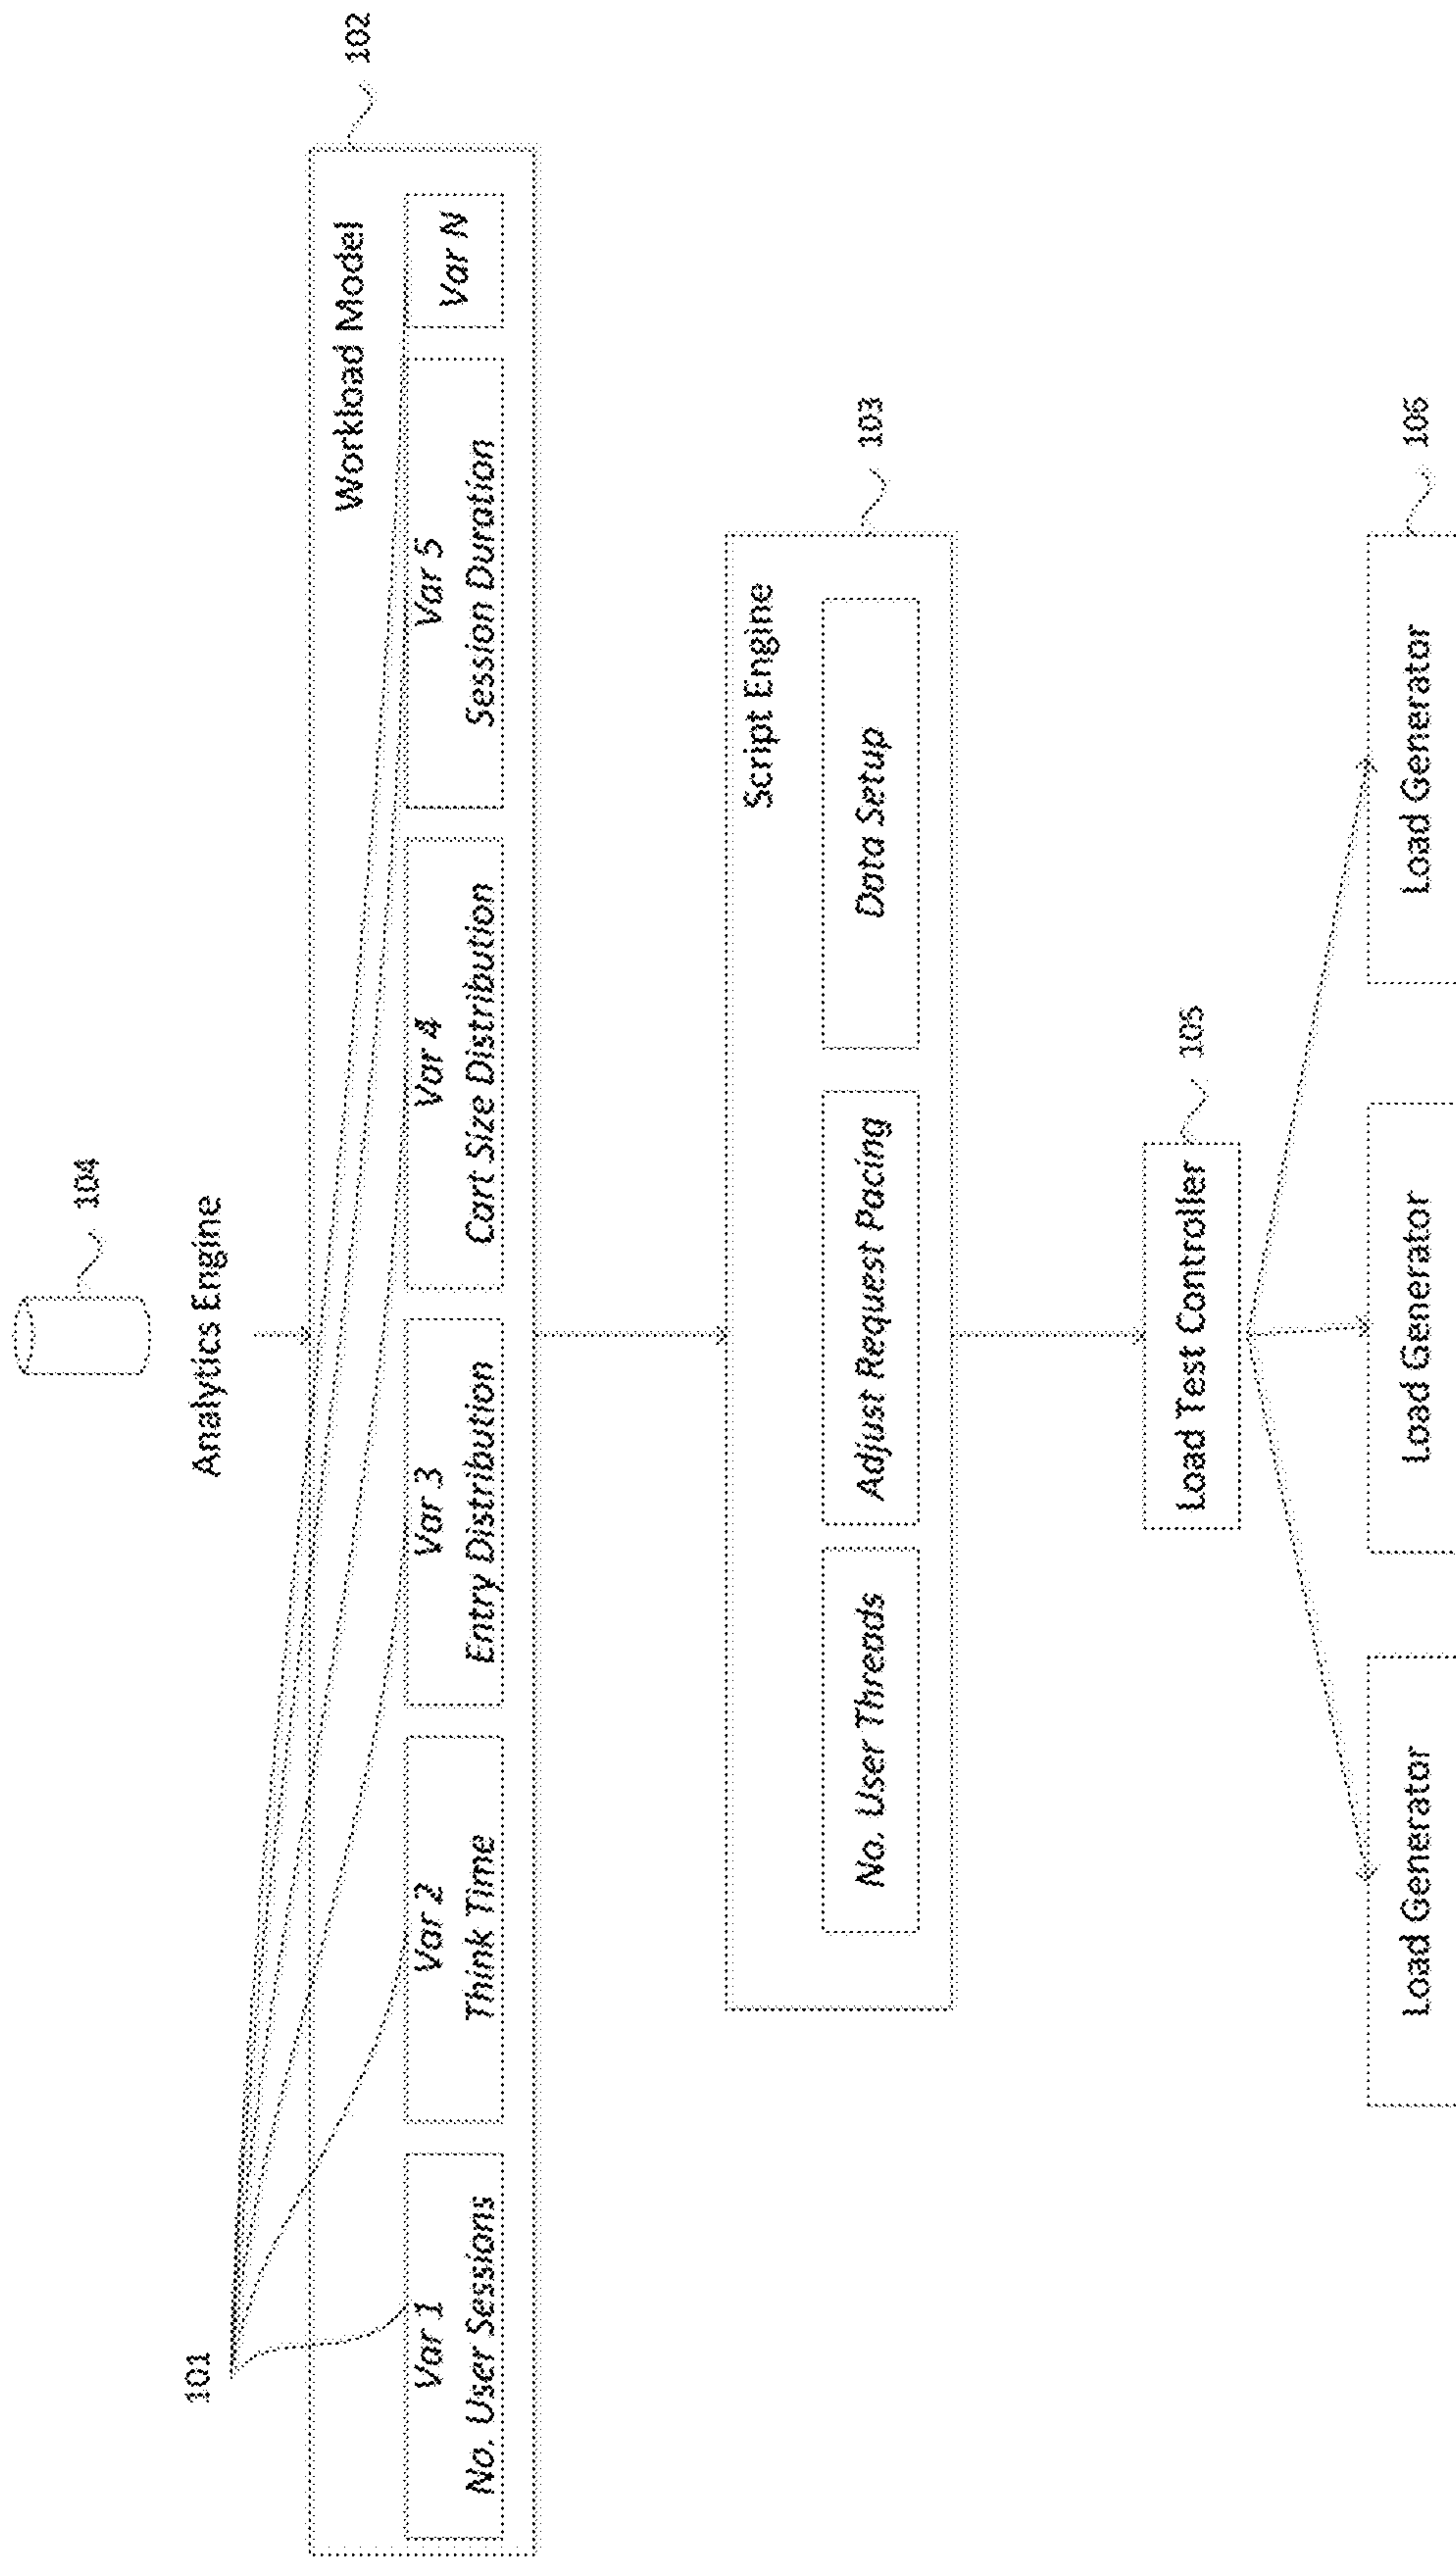 104
Analytics Engine
101
102
Workload Model
Var 1
No. User Sessions
Var 2
Think Time
Var 3
Entry Distribution
Var 4
Cart Size Distribution
Var 5
Session Duration
Var N
103
Script Engine
No. User Threads
Adjust Request Pacing
Data Setup
105
Load Test Controller
106
Load Generator
Load Generator
Load Generator